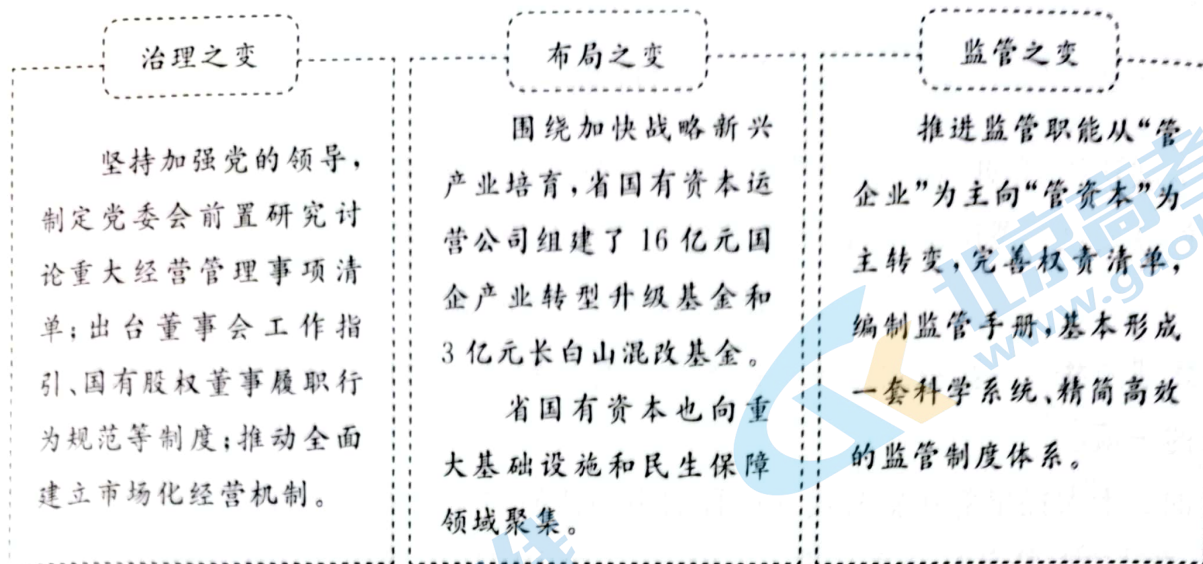 治理之变
坚持加强党的领导，
制定党委会前置研究讨
论重大经营管理事项清
单；出台董事会工作指
引、国有股权董事履职行
为规范等制度；推动全面
建立市场化经营机制。
布局之变
围绕加快战略新兴
产业培育，省国有资本运
营公司组建了16亿元国
企产业转型升级基金和
3亿元长白山混改基金。
省国有资本也向重
大基础设施和民生保障
领域聚集。
监管之变
推进监管职能从“管
企业”为主向“管资本”为
主转变，完善权责清单，
编制监管手册，基本形成
一套科学系统、精简高效
的监管制度体系。
北京高考
www.gao
线